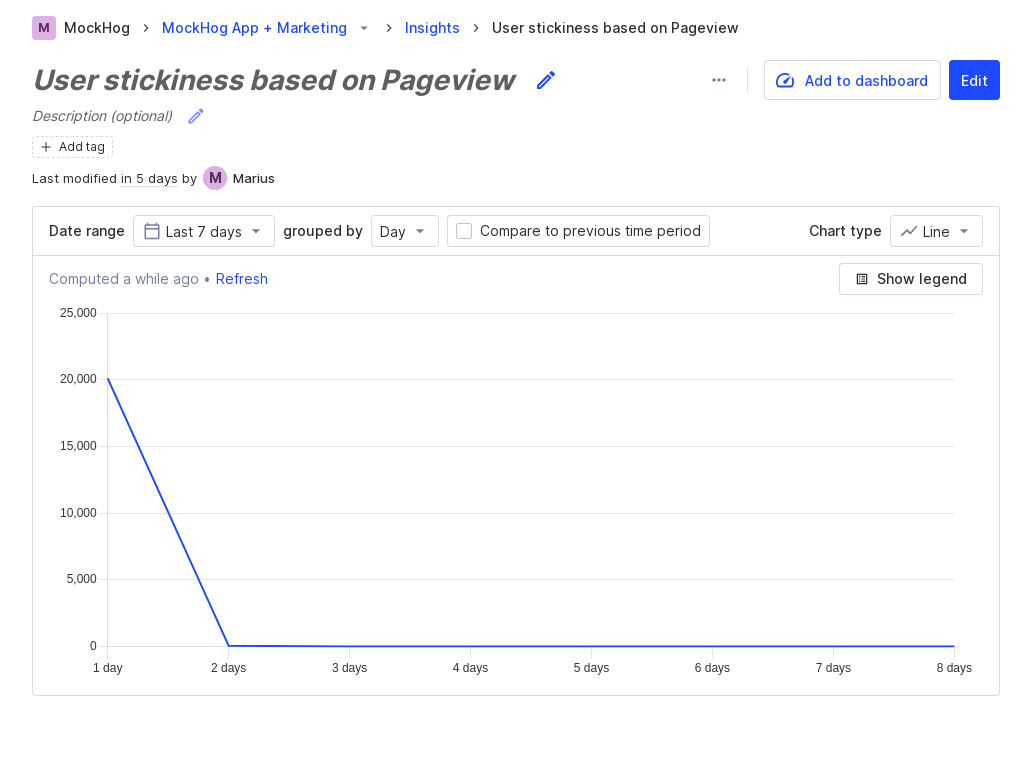 M MockHog > MockHog App + Marketing > Insights > User stickiness based on Pageview
User stickiness based on Pageview
Add to dashboard
Edit
Description (optional)
Add tag
Last modified in 5 days by M Marius
Date range Last 7 days grouped by Day Compare to previous time period Chart type Line
Computed a while ago • Refresh
Show legend
25,000
20,000
15,000
10,000
5,000
0
1 day 2 days 3 days 4 days 5 days 6 days 7 days 8 days